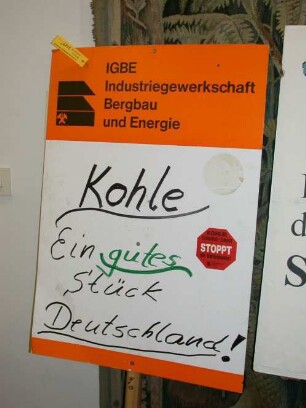 IGBE
Industriegewerkschaft
Bergbau
und Energie
Kohle
Ein gutes
Stück
Deutschland!
STOPPT
d
S